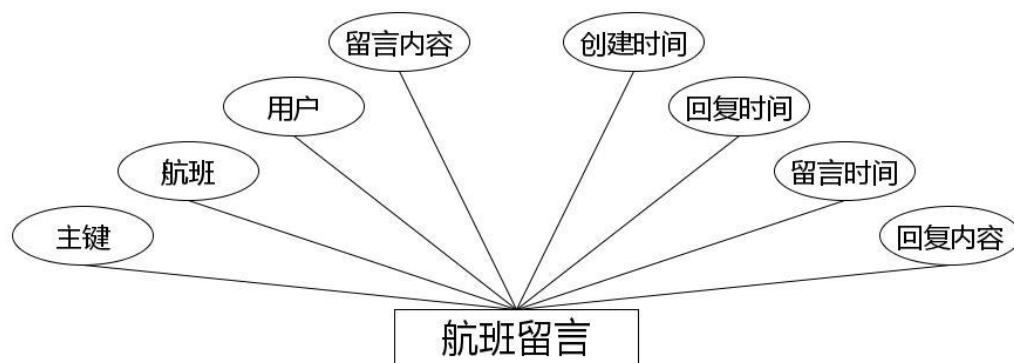 留言内容
创建时间
用户
回复时间
航班
留言时间
主键
回复内容
航班留言